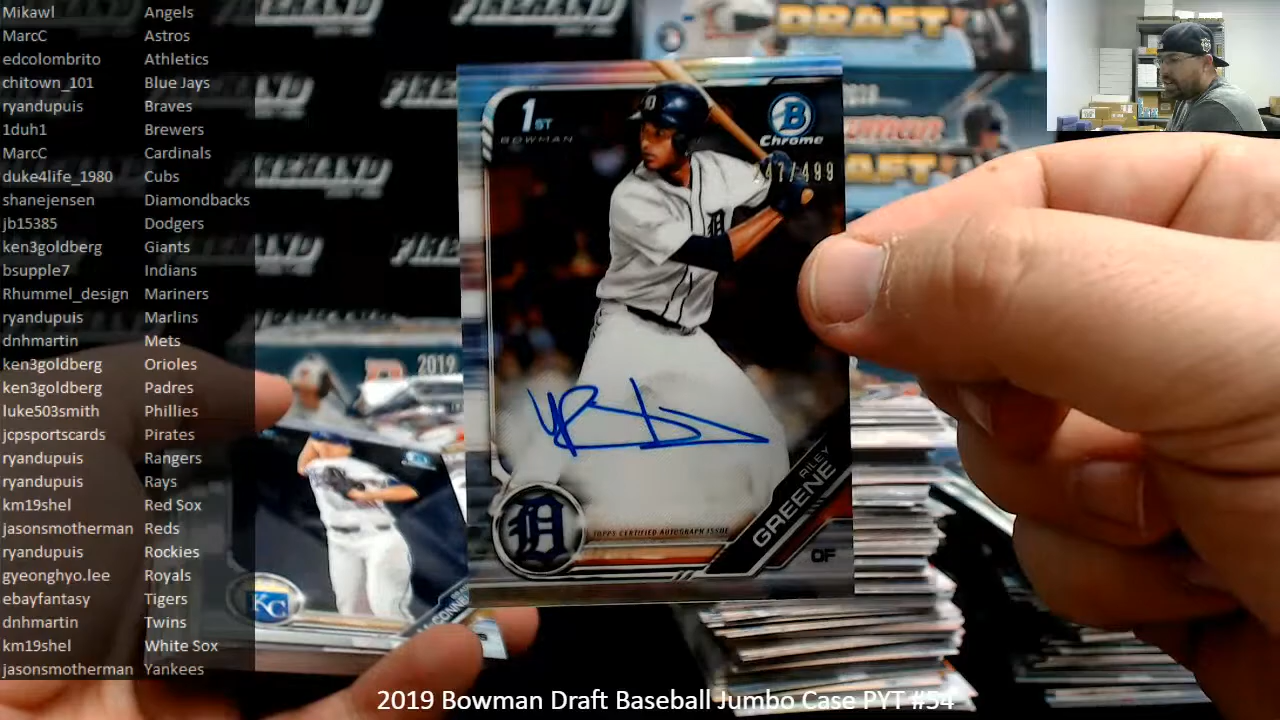 Mikawl Angels
MarcC Astros
edcolombrito Athletics
chitown_101 Blue Jays
ryandupuis Braves
1duh1 Brewers
MarcC Cardinals
duke4life_1980 Cubs
shanejensen Diamondbacks
jb15385 Dodgers
ken3goldberg Giants
bsupple7 Indians
Rhummel_design Mariners
ryandupuis Marlins
dnhmartin Mets
ken3goldberg Orioles
ken3goldberg Padres
luke503smith Phillies
jcpsportscards Pirates
ryandupuis Rangers
ryandupuis Rays
km19shel Red Sox
jasonsmotherman Reds
ryandupuis Rockies
gyeonghyo.lee Royals
ebayfantasy Tigers
dnhmartin Twins
km19shel White Sox
jasonsmotherman Yankees
DRAFT
FIREHAND
1ST
BOWMAN
B
Chrome
247/499
D
TOPPS CERTIFIED AUTOGRAPH ISSUE
RILEY
GREENE
OF
2019
KC
2019 Bowman Draft Baseball Jumbo Case PYT #54